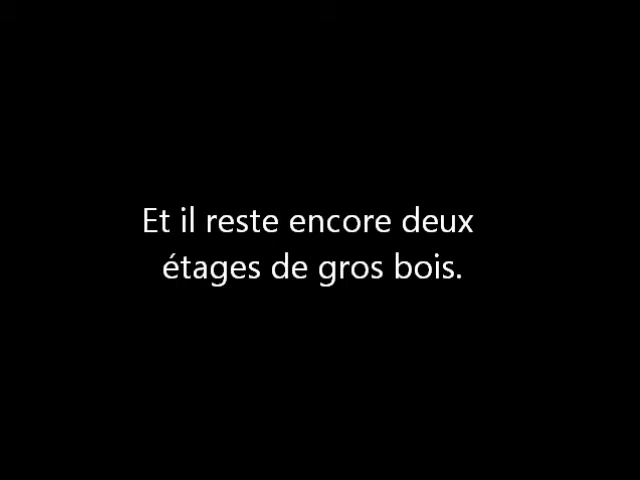 Et il reste encore deux
étages de gros bois.